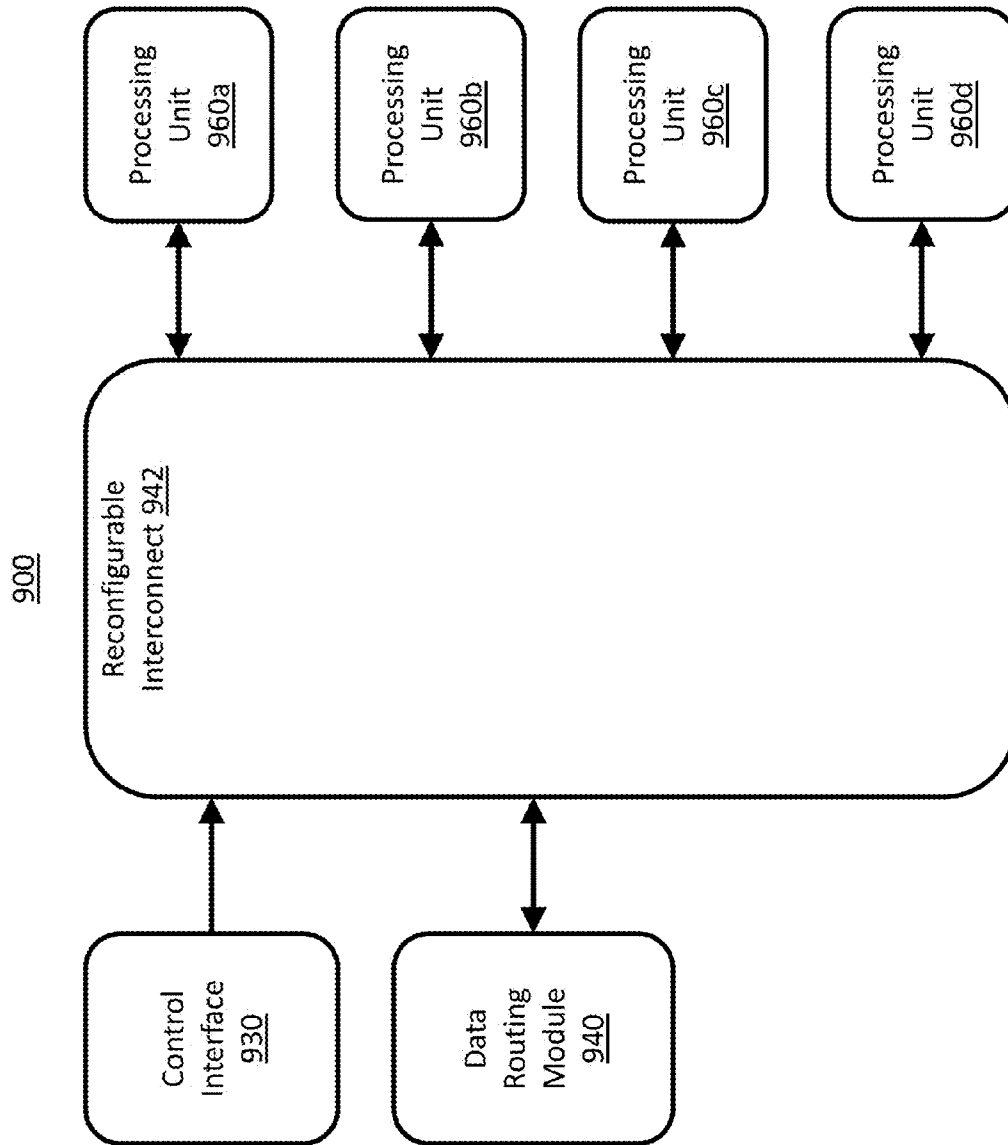 900
Control
Interface
930
Data
Routing
Module
940
Reconfigurable
Interconnect 942
Processing
Unit
960a
Processing
Unit
960b
Processing
Unit
960c
Processing
Unit
960d